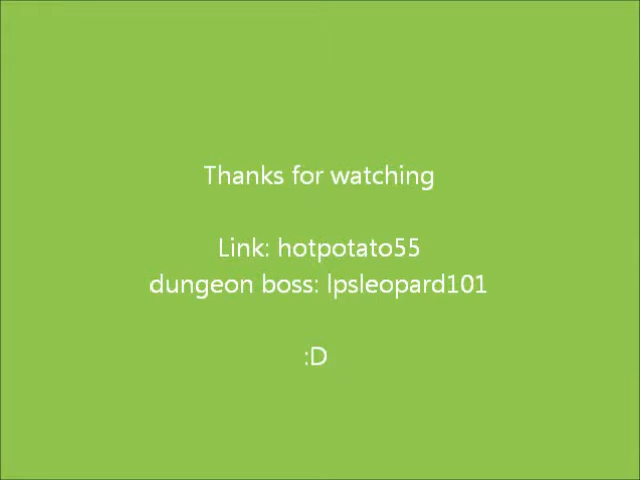 Thanks for watching
Link: hotpotato55
dungeon boss: lpsleopard101
:D